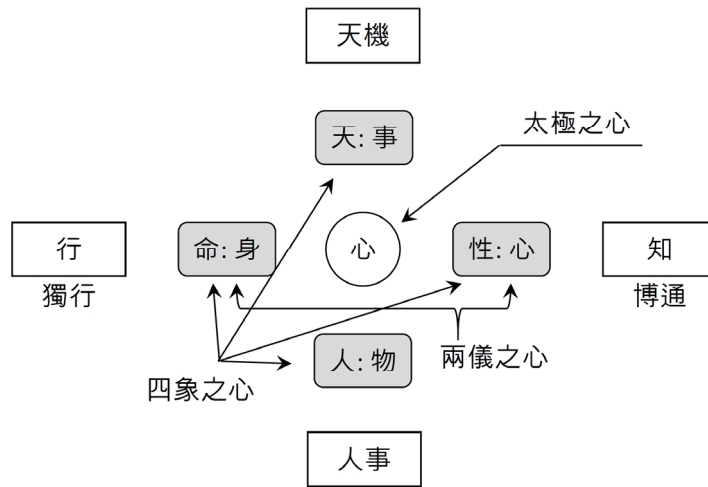 天機
天: 事
太極之心
行
命: 身
心
性: 心
知
獨行
博通
人: 物
兩儀之心
四象之心
人事